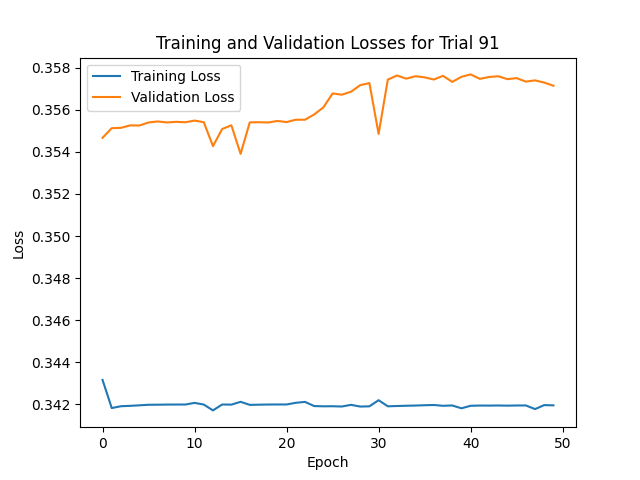 Training and Validation Losses for Trial 91
Training Loss
Validation Loss
0.358
0.356
0.354
0.352
0.350
0.348
0.346
0.344
0.342
Loss
0 10 20 30 40 50
Epoch